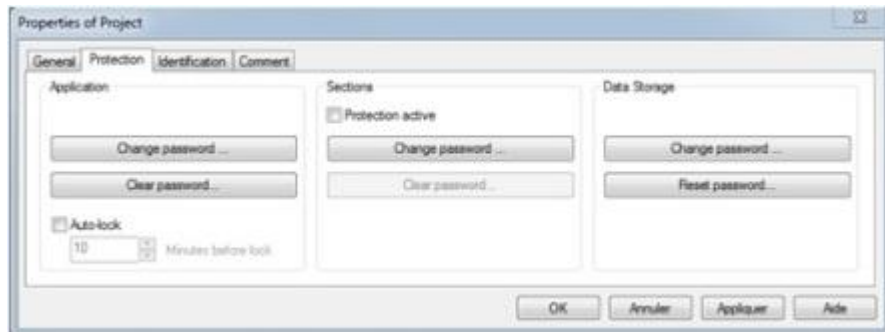 Properties of Project
General Protection Identification Comment
Application Sections Data Storage
Protection active
Change password ... Change password ... Change password ...
Clear password... Clear password... Reset password...
Auto-lock
10 Minutes before lock
OK Annuler Appliquer Aide